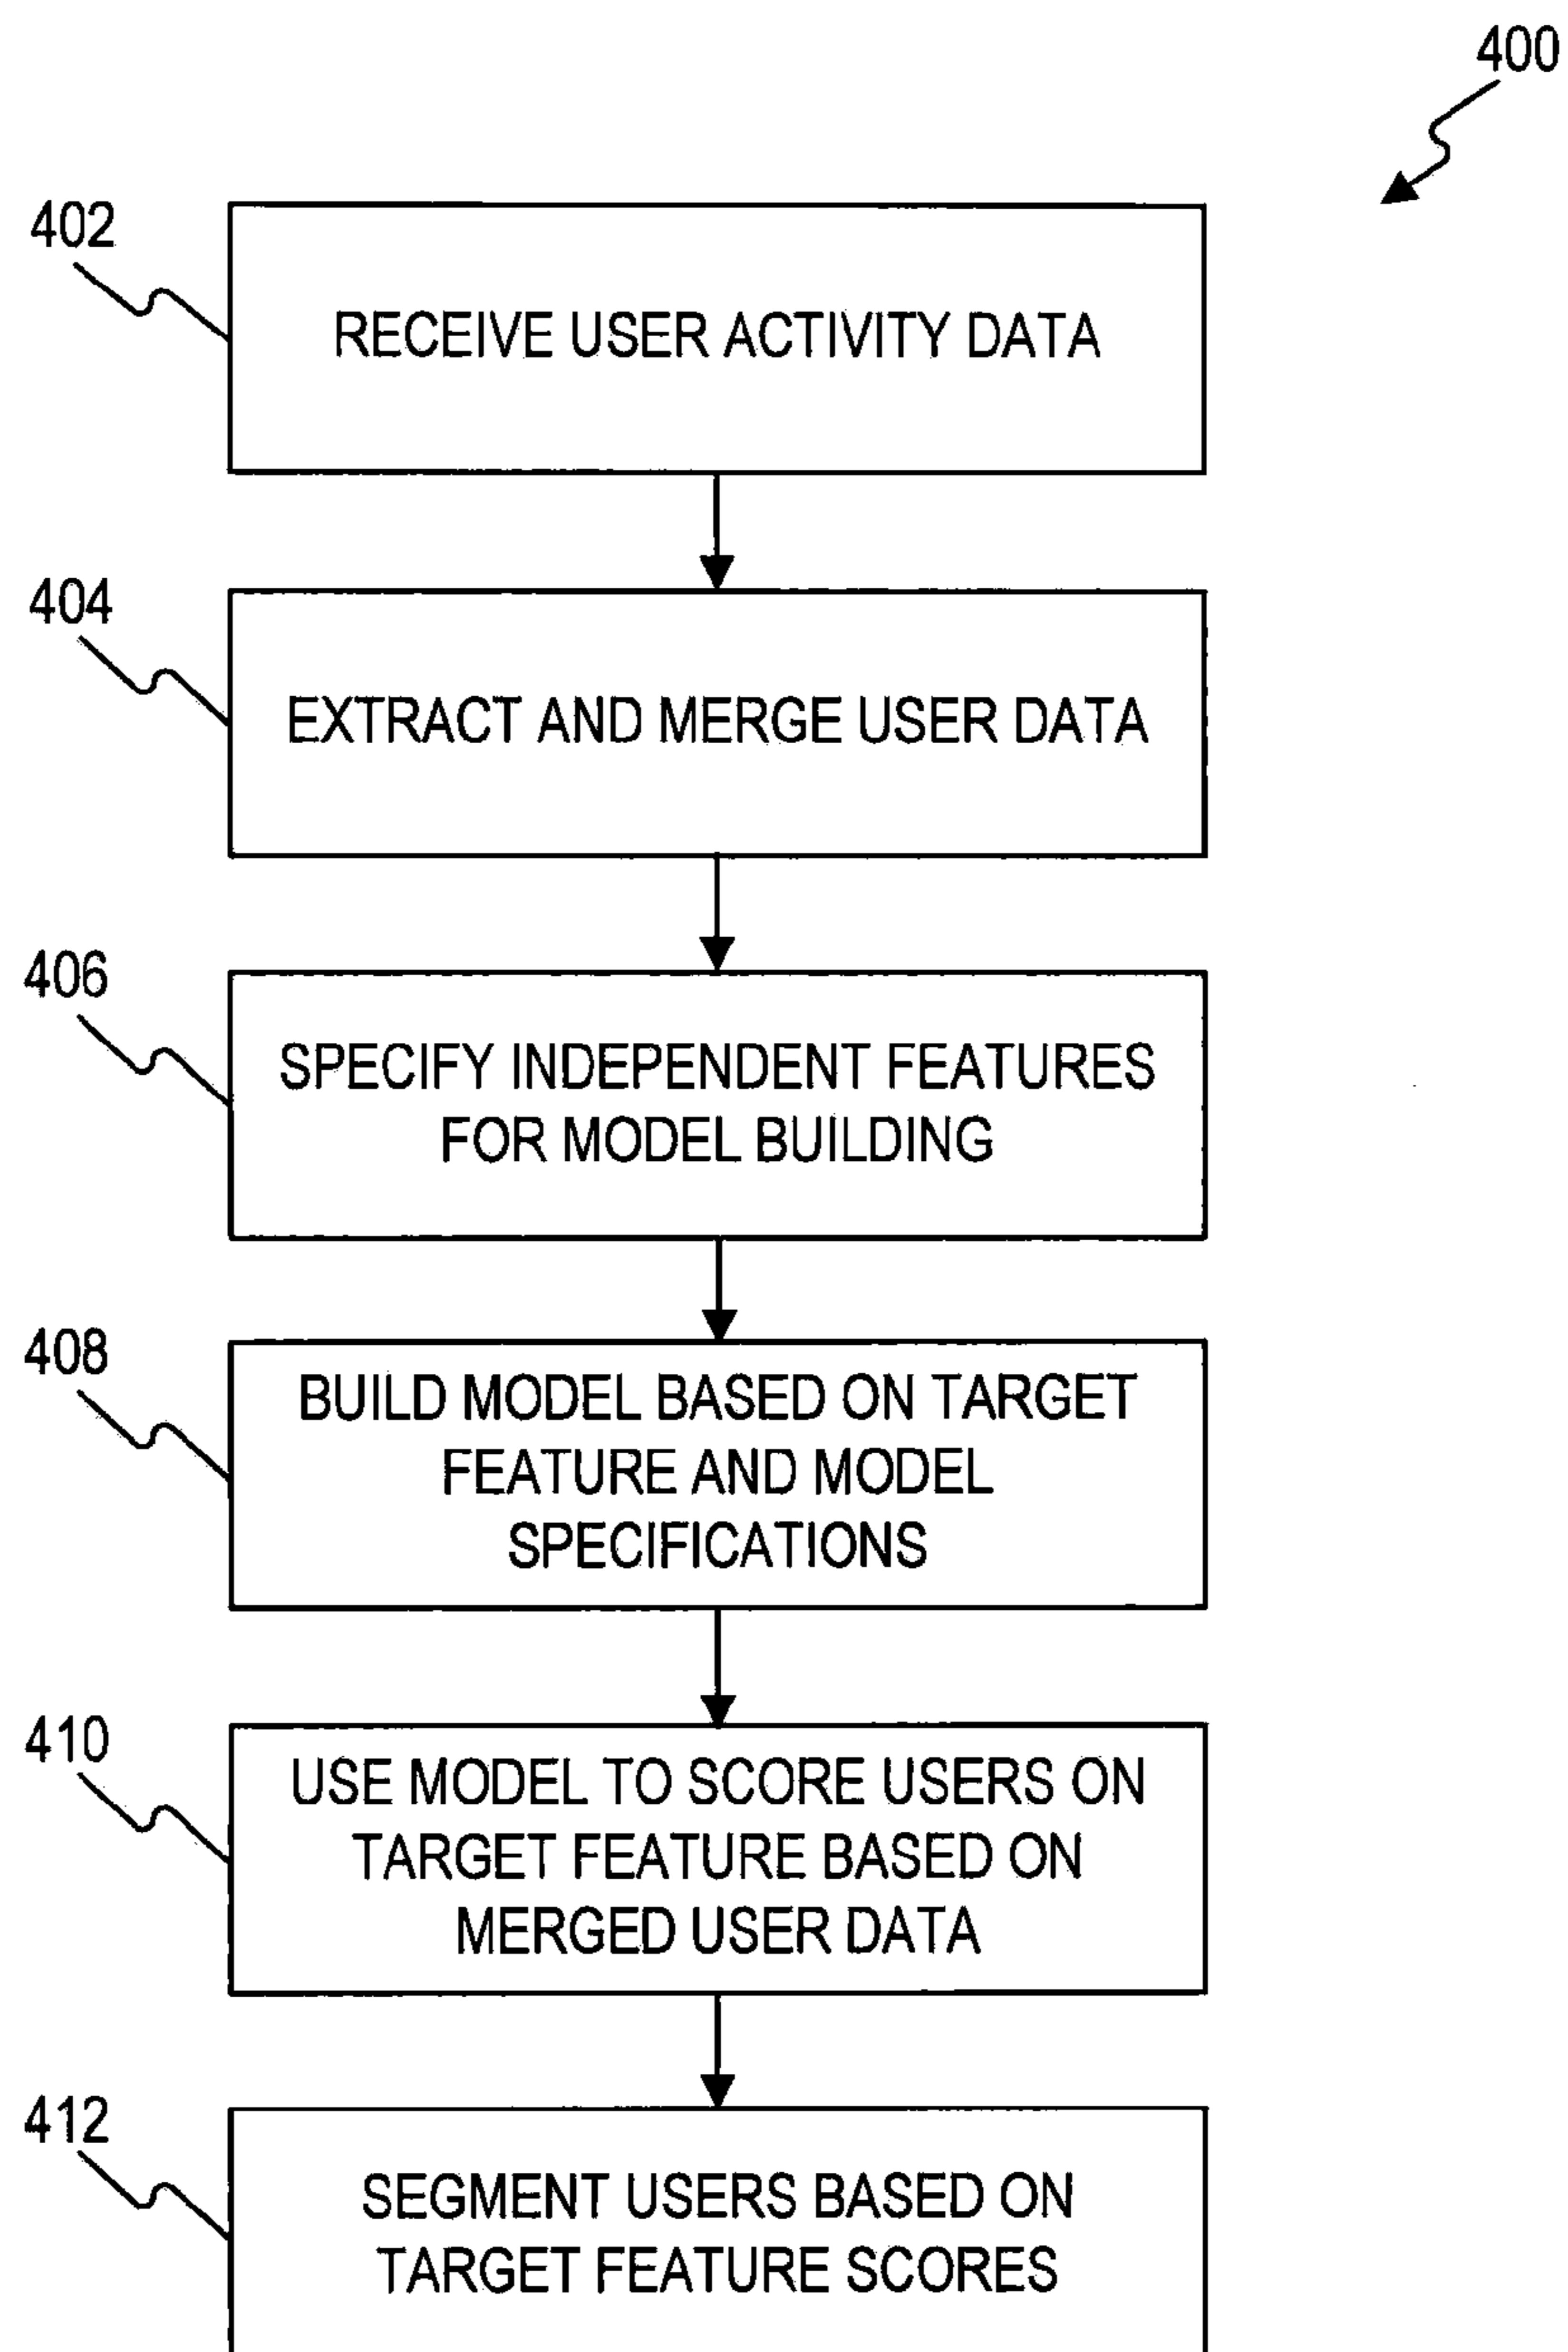 400
402
RECEIVE USER ACTIVITY DATA
404
EXTRACT AND MERGE USER DATA
406
SPECIFY INDEPENDENT FEATURES
FOR MODEL BUILDING
408
BUILD MODEL BASED ON TARGET
FEATURE AND MODEL
SPECIFICATIONS
410
USE MODEL TO SCORE USERS ON
TARGET FEATURE BASED ON
MERGED USER DATA
412
SEGMENT USERS BASED ON
TARGET FEATURE SCORES